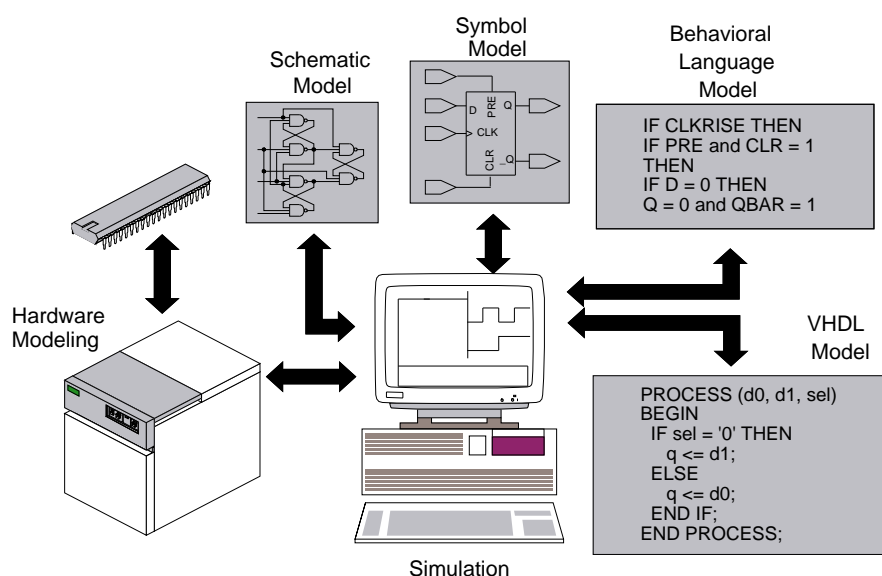 Symbol
Model
Schematic
Model
Behavioral
Language
Model
PRE
Q
D
CLK
CLR
_Q
IF CLKRISE THEN
IF PRE and CLR = 1
THEN
IF D = 0 THEN
Q = 0 and QBAR = 1
Hardware
Modeling
VHDL
Model
PROCESS (d0, d1, sel)
BEGIN
IF sel = '0' THEN
q <= d1;
ELSE
q <= d0;
END IF;
END PROCESS;
Simulation